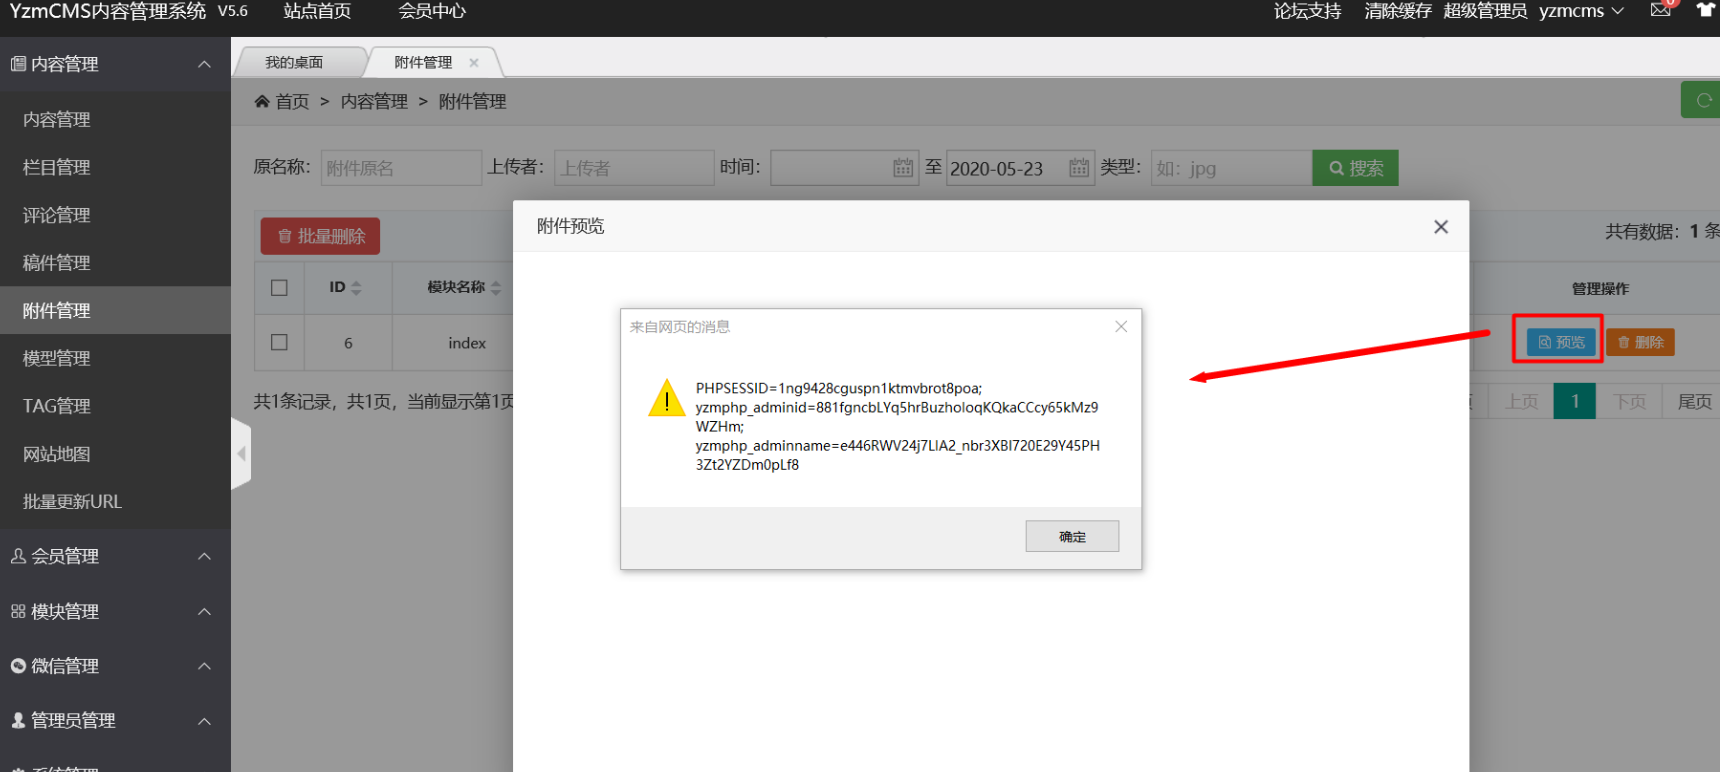 YzmCMS内容管理系统 V5.6 站点首页 会员中心 论坛支持 清除缓存 超级管理员 yzmcms
内容管理
内容管理
栏目管理
评论管理
稿件管理
附件管理
模型管理
TAG管理
网站地图
批量更新URL
会员管理
模块管理
微信管理
管理员管理
我的桌面 附件管理 ×
首页 > 内容管理 > 附件管理
原名称: 附件原名 上传者: 上传者 时间: 至 2020-05-23 类型: 如: jpg 搜索
批量删除 共有数据: 1 条
ID 模块名称 管理操作
6 index 预览 删除
共1条记录, 共1页, 当前显示第1页 上页 1 下页 尾页
附件预览
来自网页的消息
PHPSESSID=1ng9428cguspn1ktmvbrot8poa;
yzmphp_adminid=881fgncbLYq5hrBuzholoqKQkaCCcy65kMz9
WZHm;
yzmphp_adminname=e446RWV24j7LlA2_nbr3XBl720E29Y45PH
3Zt2YZDm0pLf8
确定